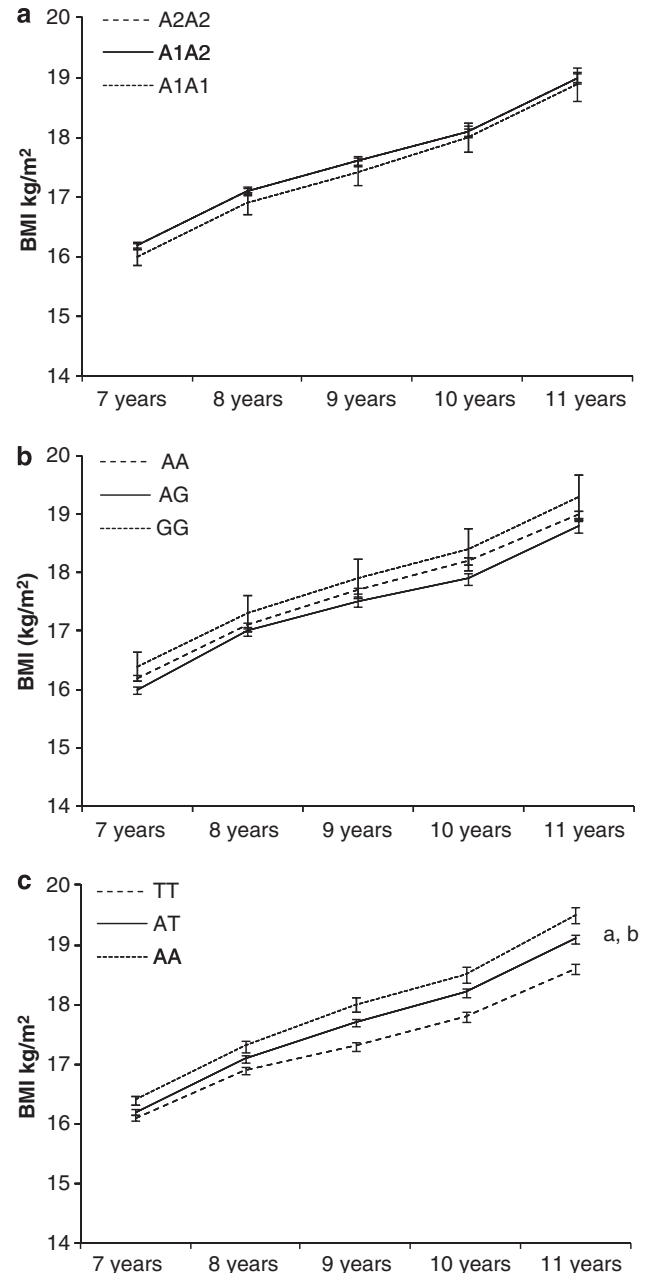 a
20
A2A2
A1A2
A1A1
19
18
17
16
15
14
BMI kg/m²
7 years 8 years 9 years 10 years 11 years
b
20
AA
AG
GG
19
18
17
16
15
14
BMI (kg/m²)
7 years 8 years 9 years 10 years 11 years
c
20
TT
AT
AA
a, b
19
18
17
16
15
14
BMI kg/m²
7 years 8 years 9 years 10 years 11 years